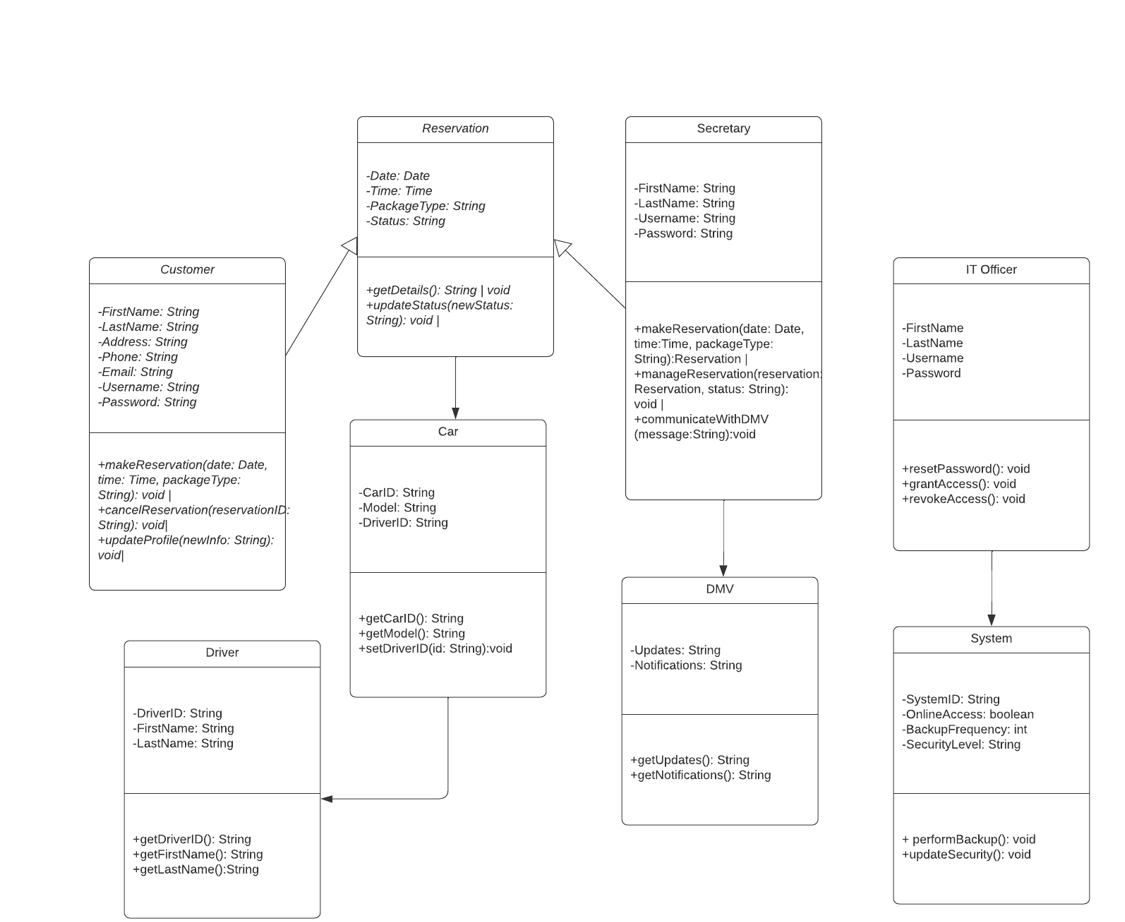 Reservation
-Date: Date
-Time: Time
-PackageType: String
-Status: String
+getDetails(): String | void
+updateStatus(newStatus:
String): void |
Secretary
-FirstName: String
-LastName: String
-Username: String
-Password: String
+makeReservation(date: Date,
time:Time, packageType:
String):Reservation |
+manageReservation(reservation:
Reservation, status: String):
void |
+communicateWithDMV
(message:String):void
Customer
-FirstName: String
-LastName: String
-Address: String
-Phone: String
-Email: String
-Username: String
-Password: String
+makeReservation(date: Date,
time: Time, packageType:
String): void |
+cancelReservation(reservationID:
String): void|
+updateProfile(newInfo: String):
void|
IT Officer
-FirstName
-LastName
-Username
-Password
+resetPassword(): void
+grantAccess(): void
+revokeAccess(): void
Car
-CarID: String
-Model: String
-DriverID: String
+getCarID(): String
+getModel(): String
+setDriverID(id: String):void
DMV
-Updates: String
-Notifications: String
+getUpdates(): String
+getNotifications(): String
Driver
-DriverID: String
-FirstName: String
-LastName: String
+getDriverID(): String
+getFirstName(): String
+getLastName():String
System
-SystemID: String
-OnlineAccess: boolean
-BackupFrequency: int
-SecurityLevel: String
+ performBackup(): void
+updateSecurity(): void